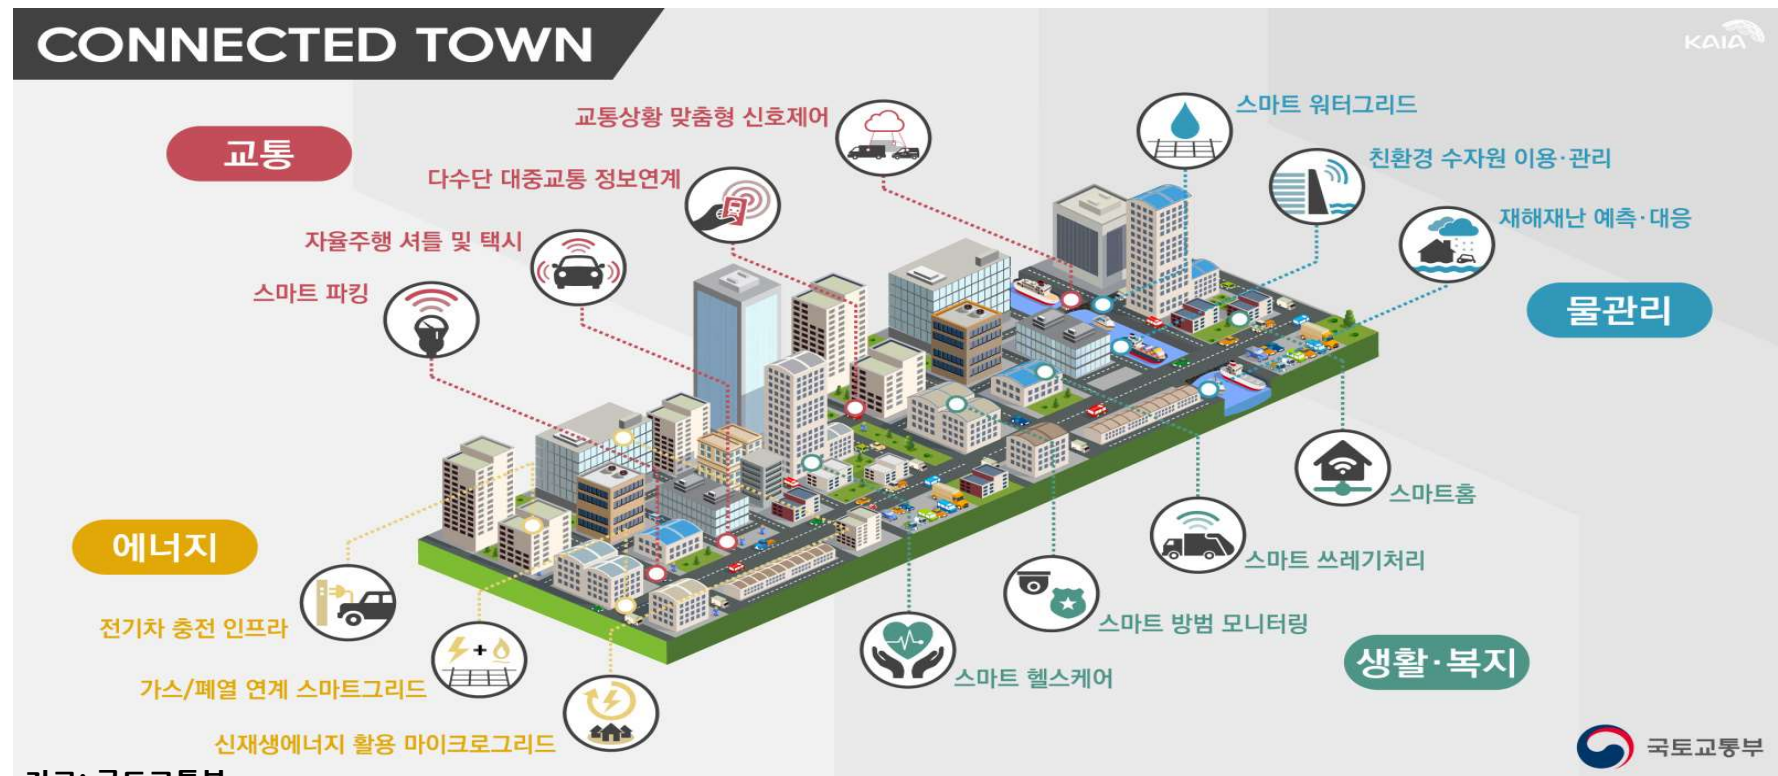 CONNECTED TOWN
KAIA
교통
교통상황 맞춤형 신호제어
다수단 대중교통 정보연계
자율주행 셔틀 및 택시
스마트 파킹
스마트 워터그리드
친환경 수자원 이용·관리
재해재난 예측·대응
물관리
에너지
전기차 충전 인프라
가스/폐열 연계 스마트그리드
신재생에너지 활용 마이크로그리드
스마트홈
스마트 쓰레기처리
스마트 방범 모니터링
스마트 헬스케어
생활·복지
국토교통부
국토교통부